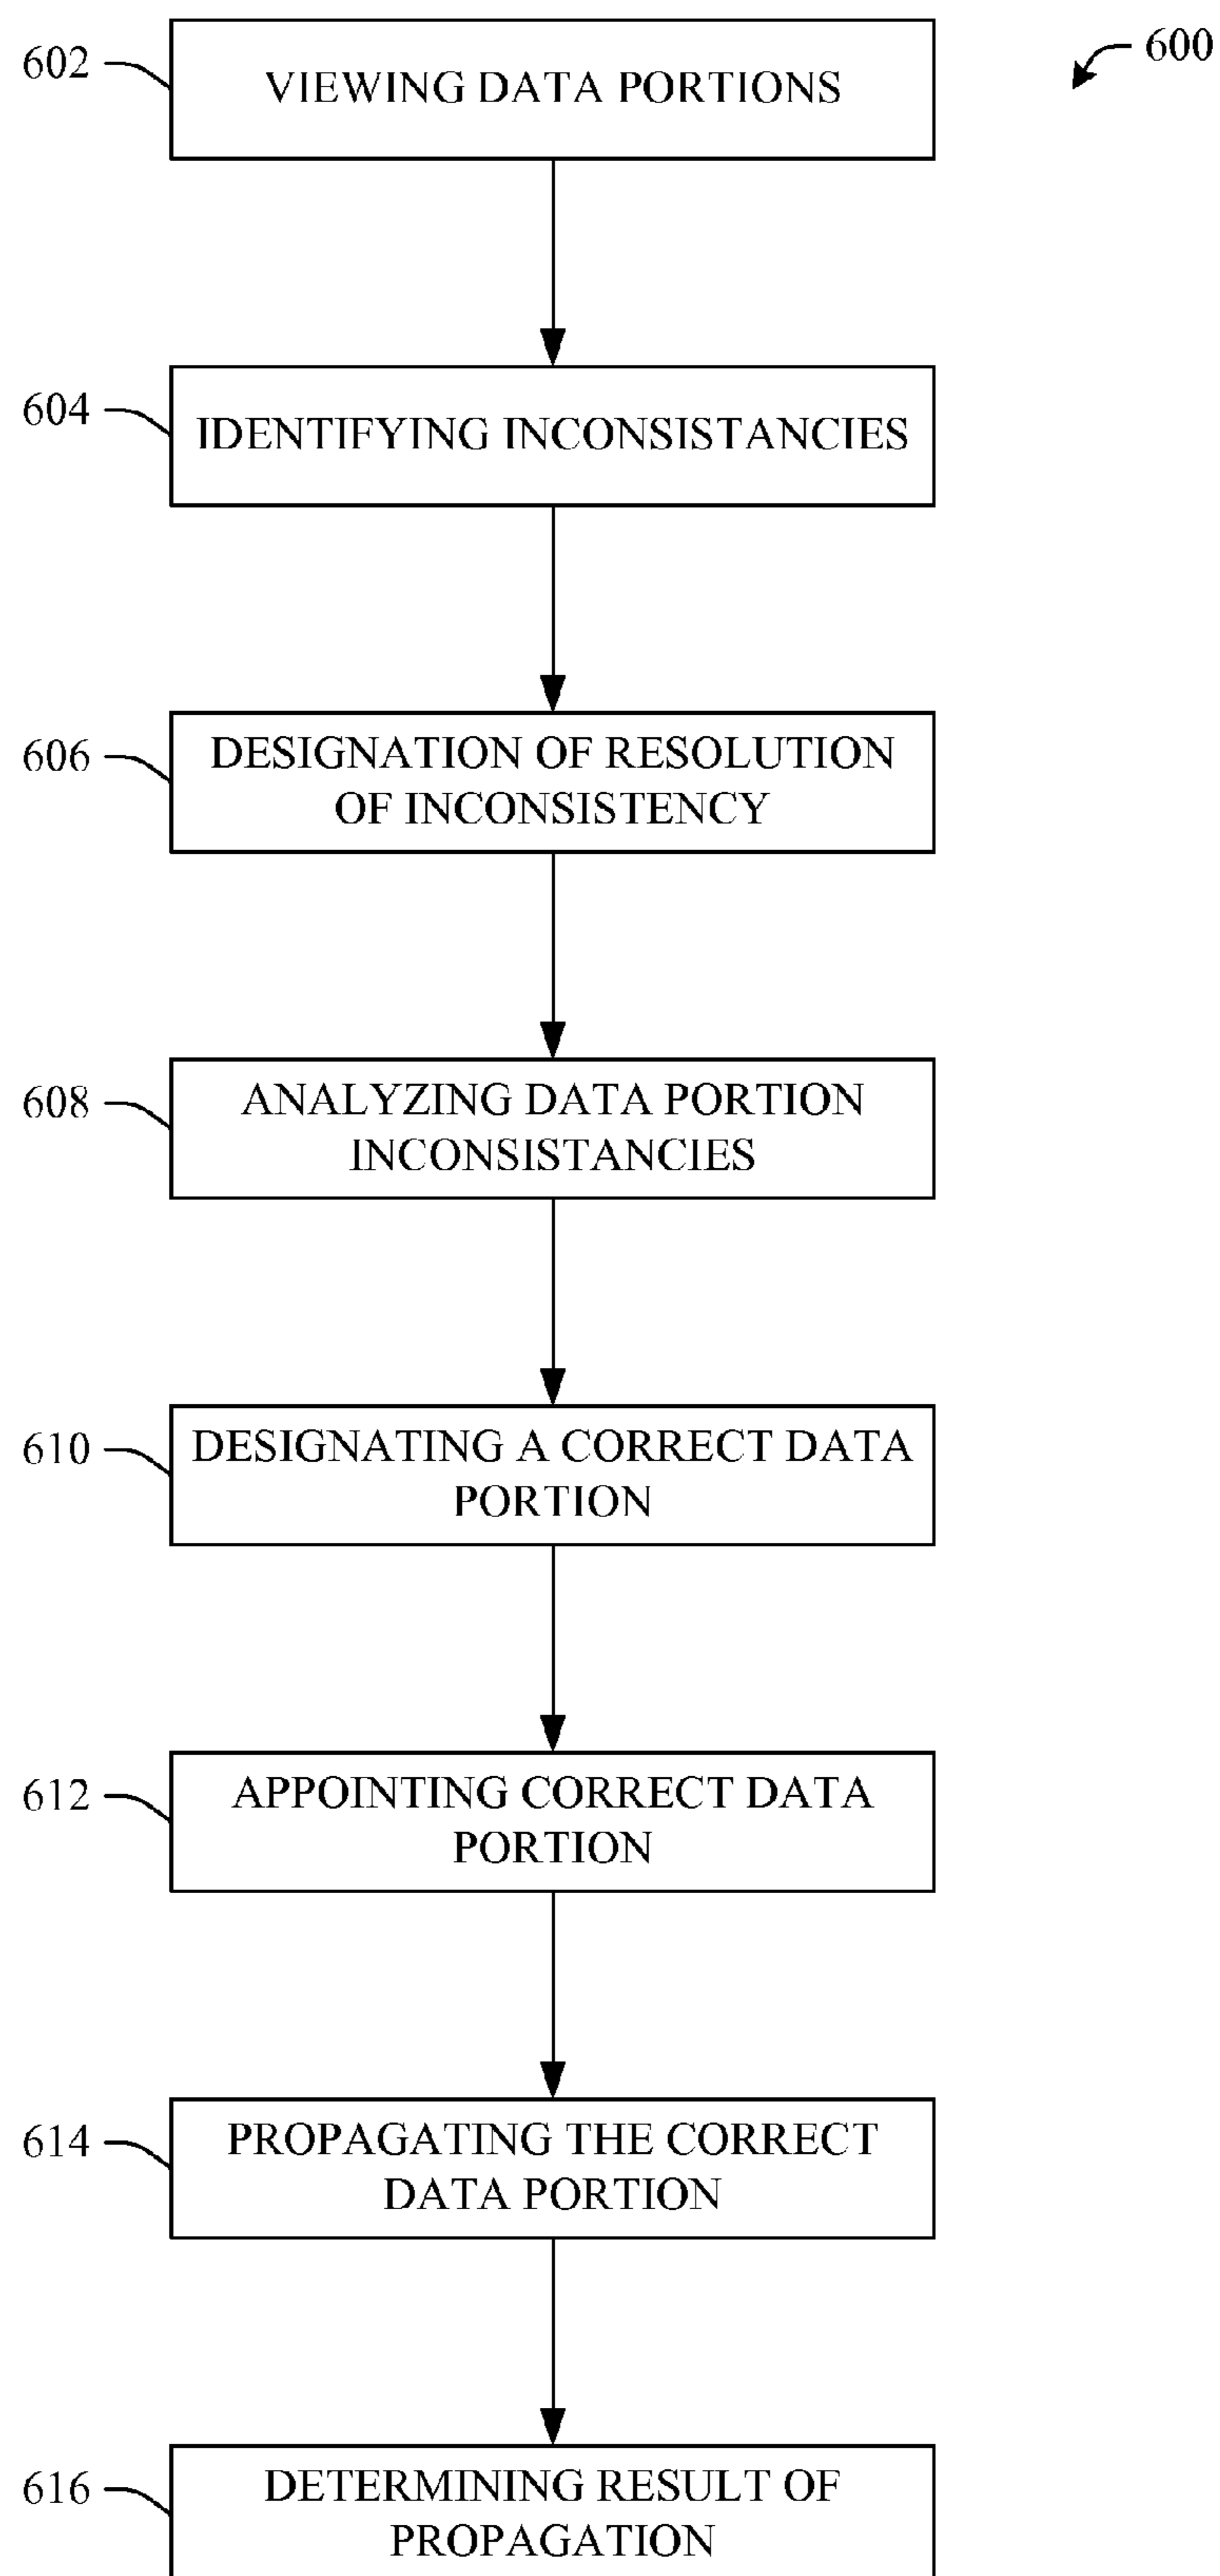 600
602
VIEWING DATA PORTIONS
604
IDENTIFYING INCONSISTANCIES
606
DESIGNATION OF RESOLUTION
OF INCONSISTENCY
608
ANALYZING DATA PORTION
INCONSISTANCIES
610
DESIGNATING A CORRECT DATA
PORTION
612
APPOINTING CORRECT DATA
PORTION
614
PROPAGATING THE CORRECT
DATA PORTION
616
DETERMINING RESULT OF
PROPAGATION